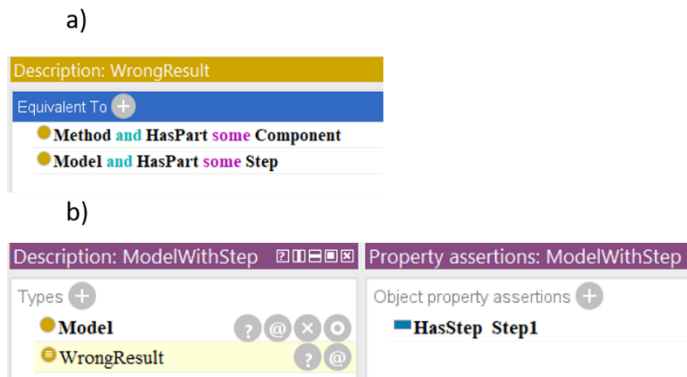 a)
Description: WrongResult
Equivalent To
Method and HasPart some Component
Model and HasPart some Step
b)
Description: ModelWithStep
Property assertions: ModelWithStep
Types
Object property assertions
Model
HasStep Step1
WrongResult